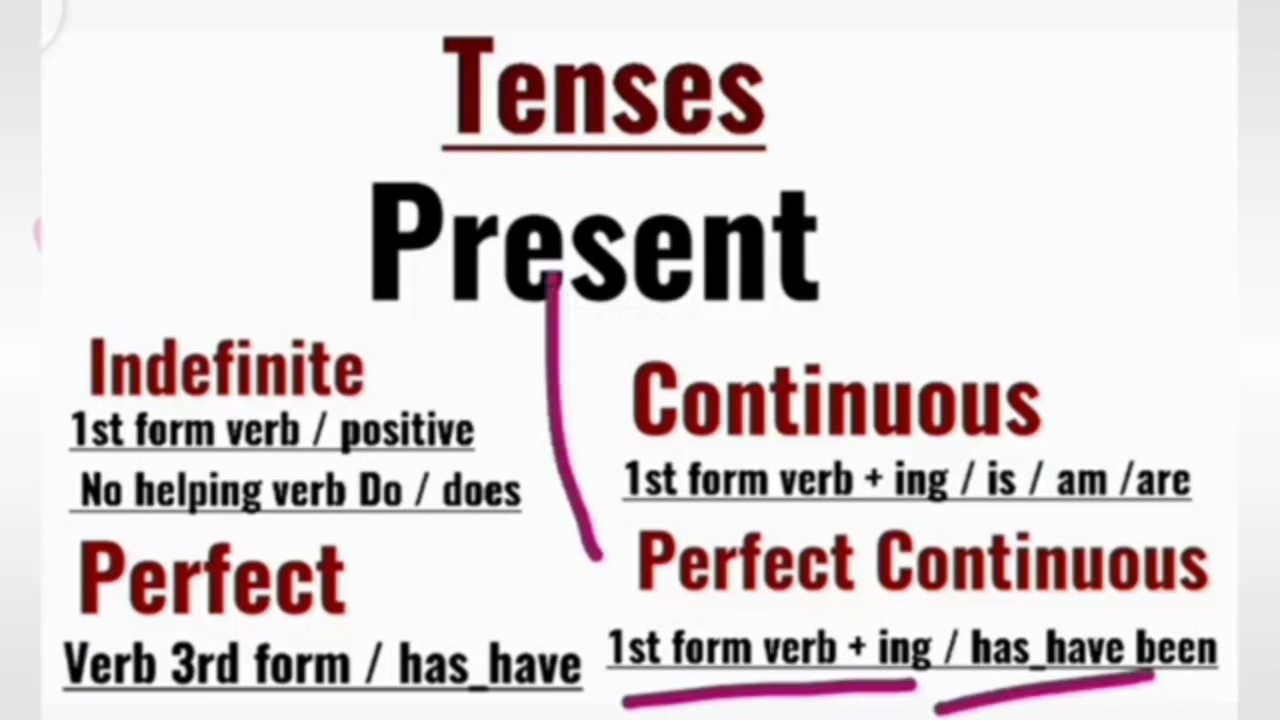 Tenses
Present
Indefinite
1st form verb / positive
No helping verb Do / does
Continuous
1st form verb + ing / is / am /are
Perfect
Verb 3rd form / has_have
Perfect Continuous
1st form verb + ing / has_have been